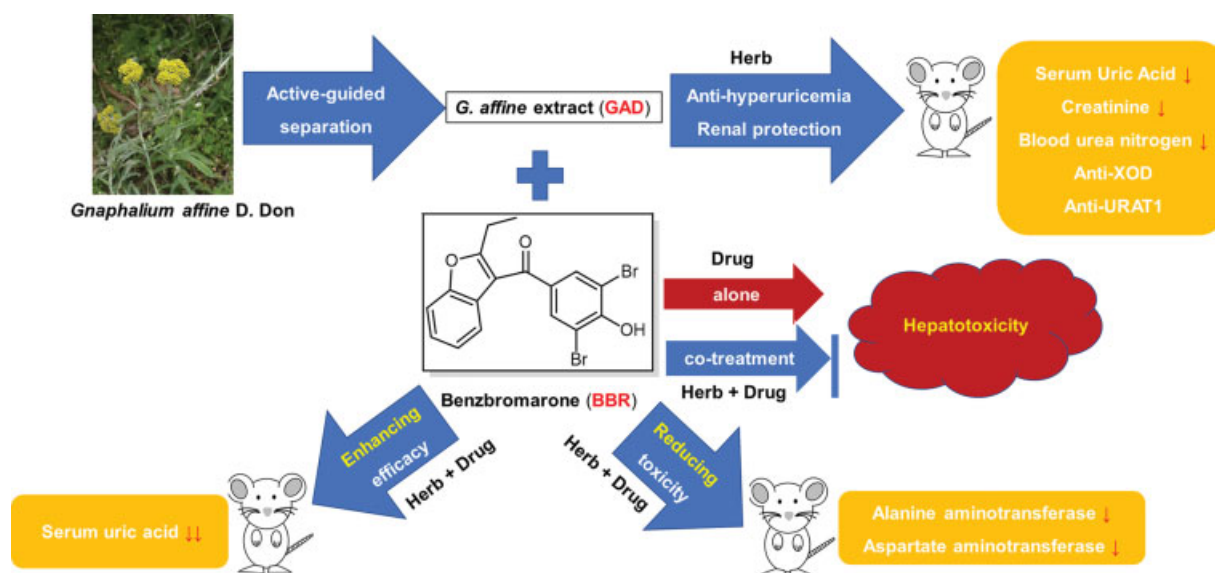 Gnaphalium affine D. Don
Active-guided
separation
G. affine extract (GAD)
Herb
Anti-hyperuricemia
Renal protection
Serum Uric Acid ↓
Creatinine ↓
Blood urea nitrogen ↓
Anti-XOD
Anti-URAT1
O
O
Br
OH
Br
Benzbromarone (BBR)
Drug
alone
co-treatment
Herb + Drug
Hepatotoxicity
Enhancing
efficacy
Herb + Drug
Serum uric acid ↓↓
Reducing
toxicity
Herb + Drug
Alanine aminotransferase ↓
Aspartate aminotransferase ↓